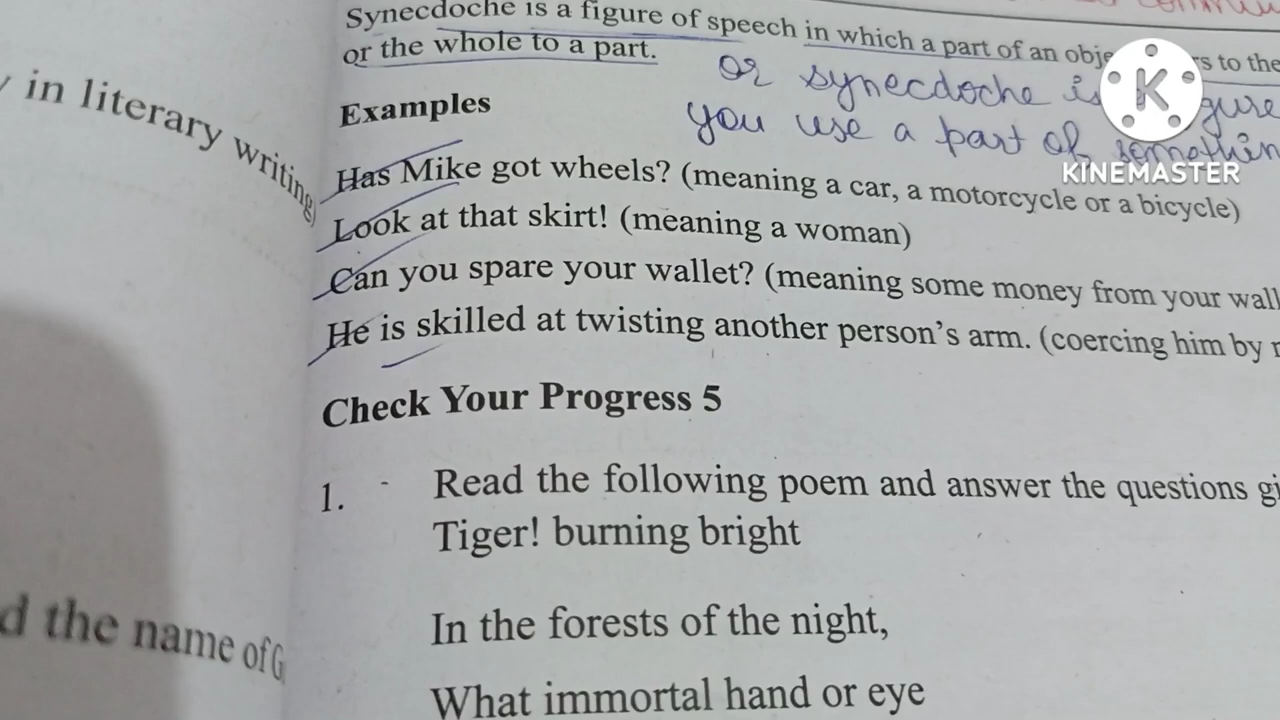 Synecdoche is a figure of speech in which a part of an to the
or the whole to a part.
or synecdoche is
you use a part of
K
KINEMASTER
in literary writing)
Examples
Has Mike got wheels? (meaning a car, a motorcycle or a bicycle)
Look at that skirt! (meaning a woman)
Can you spare your wallet? (meaning some money from your
He is skilled at twisting another person's arm. (coercing him by
Check Your Progress 5
1. Read the following poem and answer the questions
Tiger! burning bright
In the forests of the night,
What immortal hand or eye
the name of